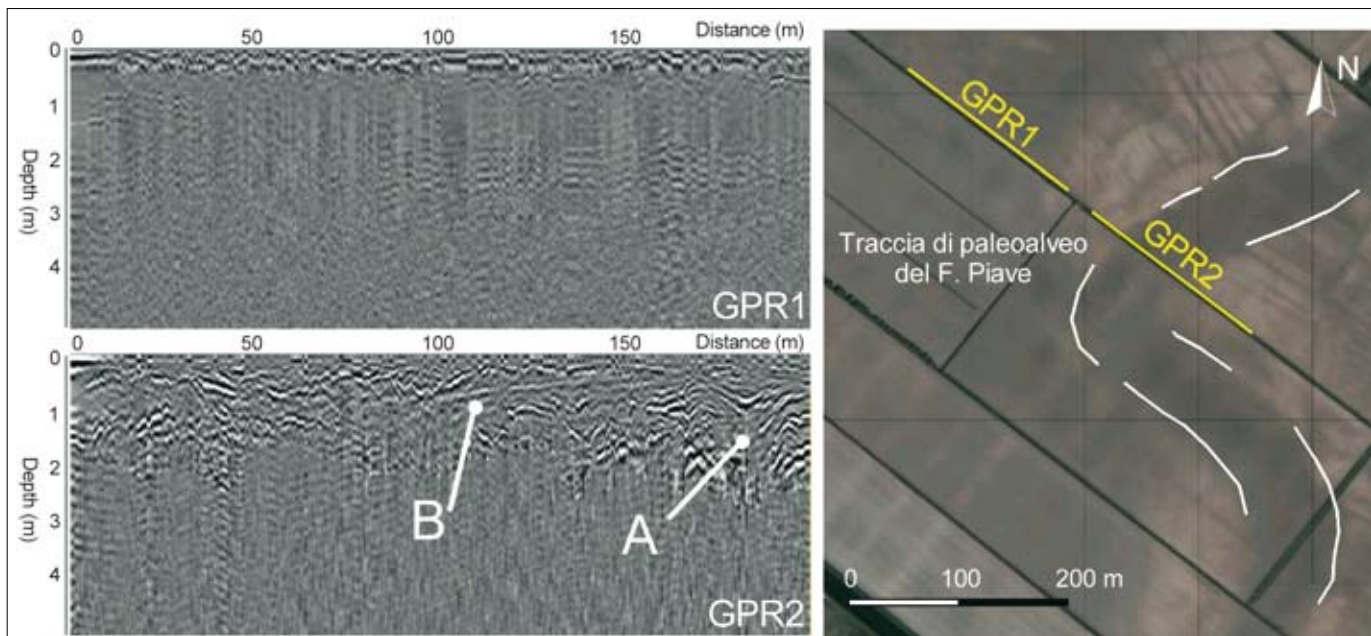 0 50 100 Distance (m) 150
0
1
2
3
4
Depth (m)
GPR1
0 50 100 150 Distance (m)
0
1
2
3
4
Depth (m)
B
A
GPR2
GPR1
N
GPR2
Traccia di paleoalveo
del F. Piave
0 100 200 m